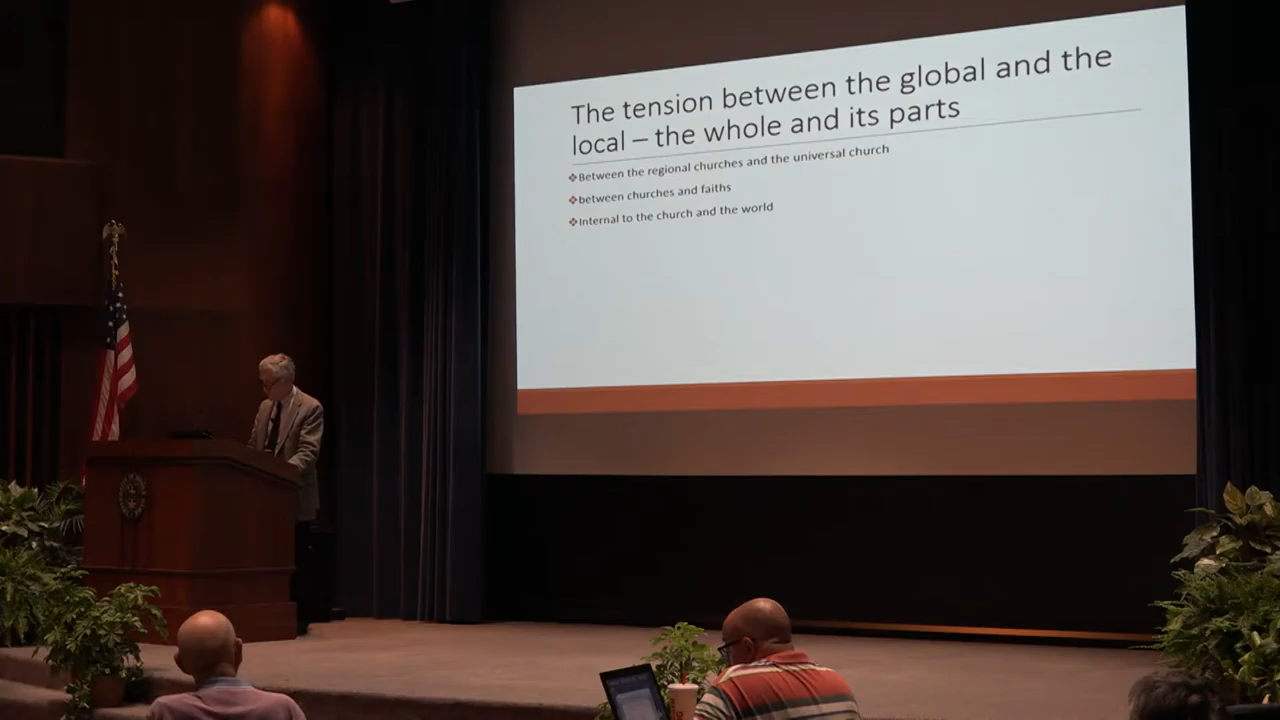 The tension between the global and the
local – the whole and its parts
❖Between the regional churches and the universal church
❖between churches and faiths
❖Internal to the church and the world